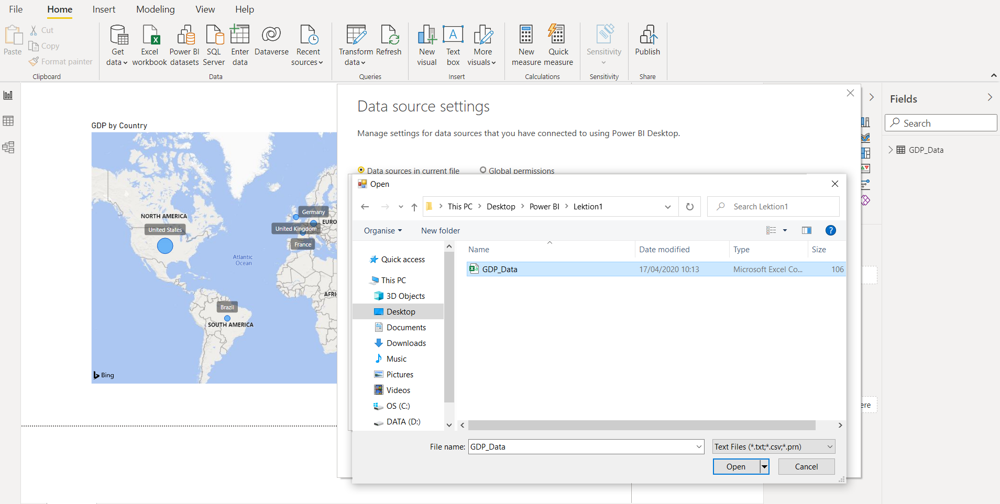 File Home Insert Modeling View Help
Paste
Cut
Copy
Format painter
Clipboard
Get data
Excel workbook
Power BI datasets
SQL Server
Enter data
Dataverse
Recent sources
Data
Transform data
Refresh
Queries
New visual
Text box
More visuals
Insert
New measure
Quick measure
Calculations
Sensitivity
Sensitivity
Publish
Share
GDP by Country
NORTH AMERICA
United States
Germany
EURO
United Kingdom
France
Atlantic
Ocean
AFRI
Brazil
SOUTH AMERICA
Bing
Data source settings
Manage settings for data sources that you have connected to using Power BI Desktop.
Data sources in current file Global permissions
Open
This PC Desktop Power BI Lektion1
Search Lektion1
Organise New folder
Name Date modified Type Size
GDP_Data 17/04/2020 10:13 Microsoft Excel Co... 106
Quick access
This PC
3D Objects
Desktop
Documents
Downloads
Music
Pictures
Videos
OS (C:)
DATA (D:)
File name: GDP_Data
Text Files (*.txt;*.csv;*.prn)
Open Cancel
Fields
Search
GDP_Data
ere